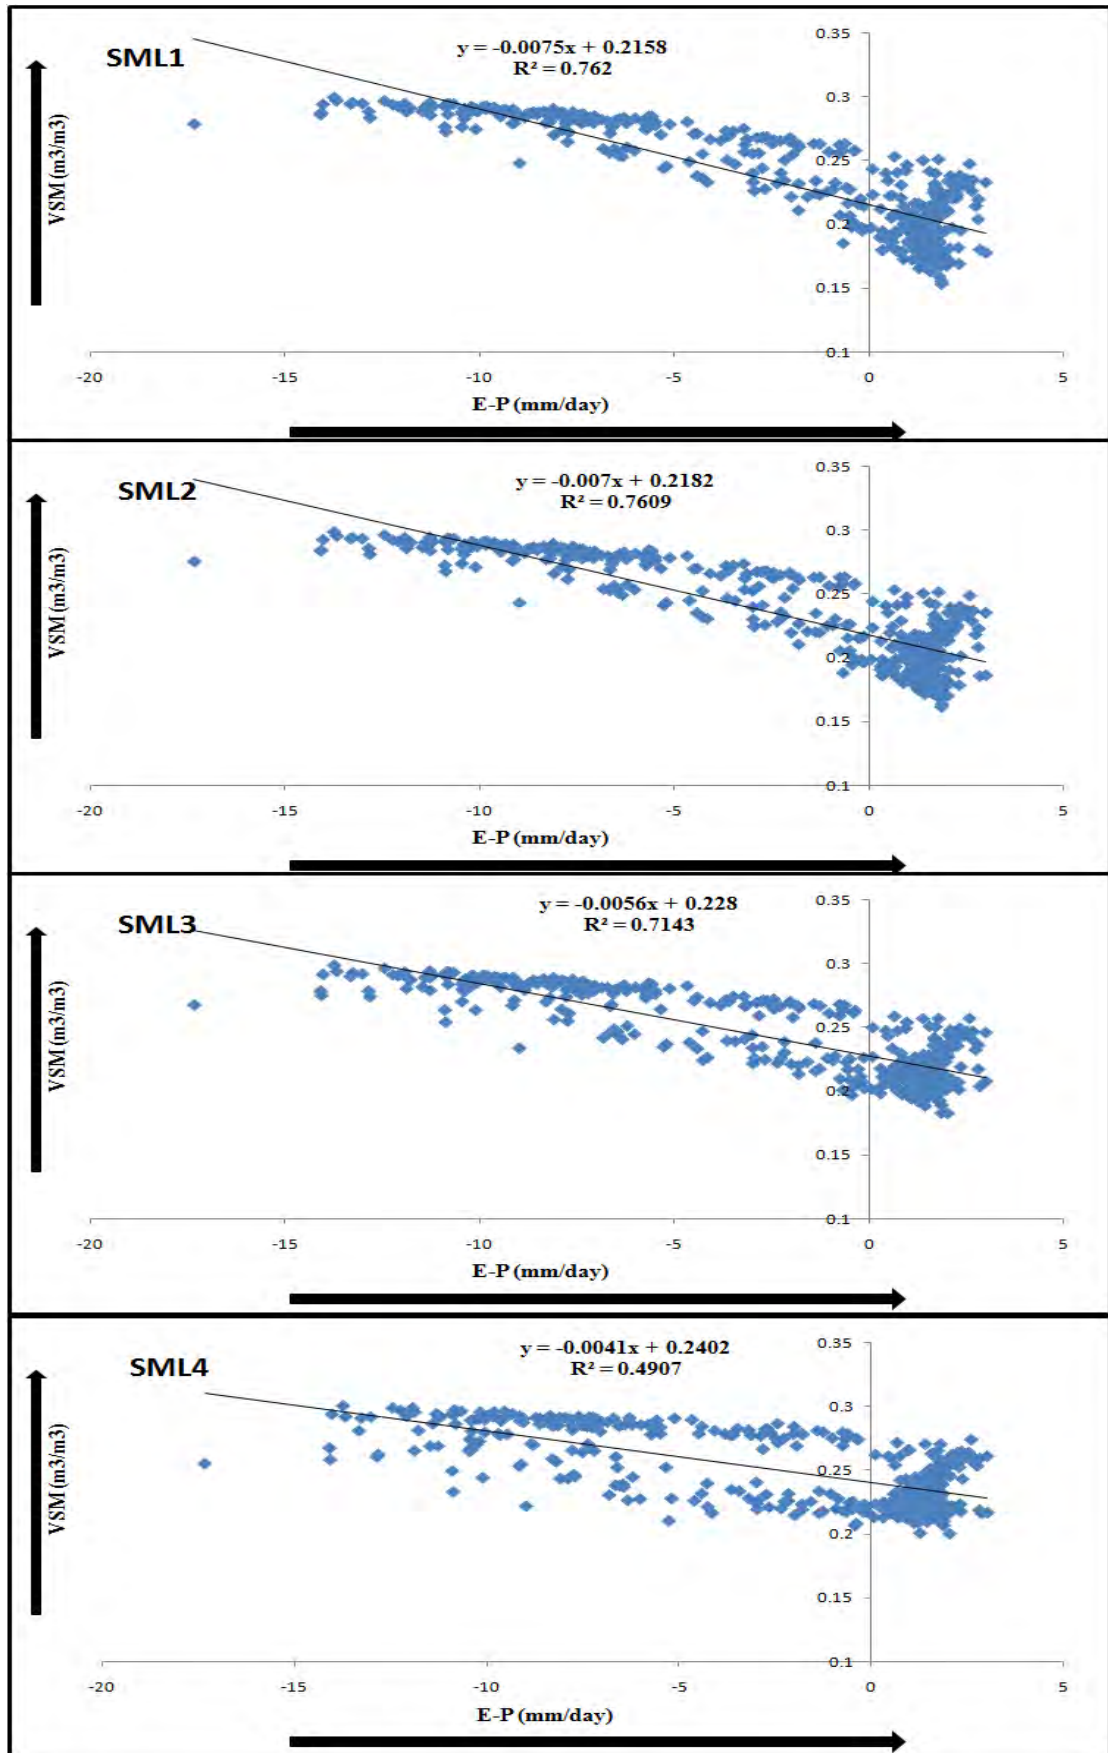 SML1
y = -0.0075x + 0.2158
R² = 0.762
VSM (m3/m3)
0.35
0.3
0.25
0.2
0.15
0.1
-20 -15 -10 -5 0 5
E-P (mm/day)
SML2
y = -0.007x + 0.2182
R² = 0.7609
VSM (m3/m3)
0.35
0.3
0.25
0.2
0.15
0.1
-20 -15 -10 -5 0 5
E-P (mm/day)
SML3
y = -0.0056x + 0.228
R² = 0.7143
VSM (m3/m3)
0.35
0.3
0.25
0.2
0.15
0.1
-20 -15 -10 -5 0 5
E-P (mm/day)
SML4
y = -0.0041x + 0.2402
R² = 0.4907
VSM (m3/m3)
0.35
0.3
0.25
0.2
0.15
0.1
-20 -15 -10 -5 0 5
E-P (mm/day)